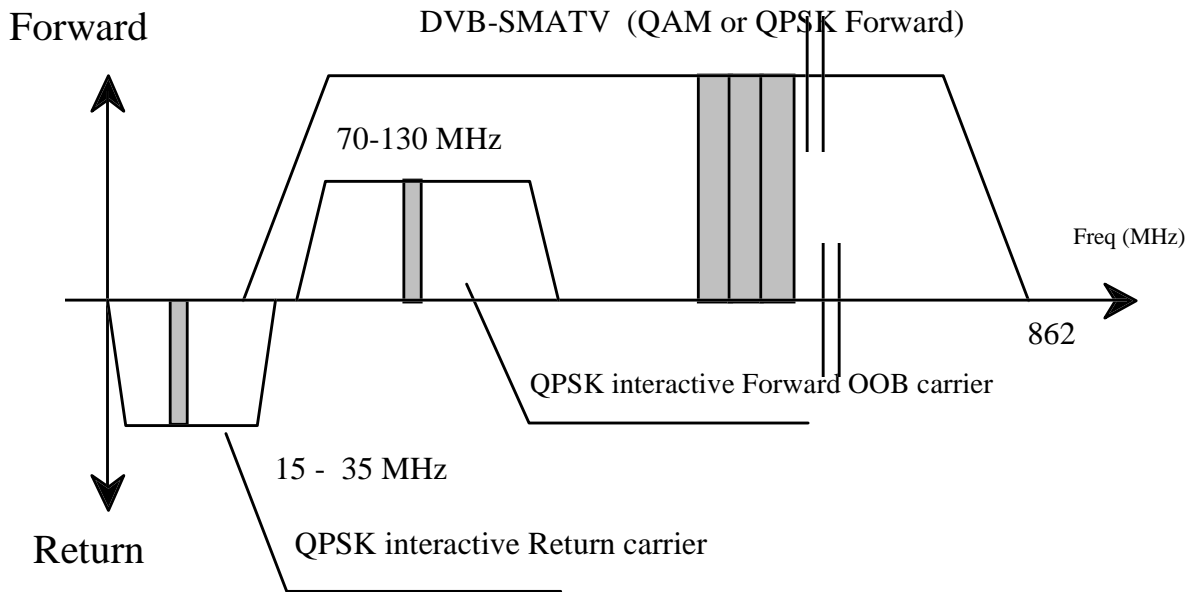 Forward
DVB-SMATV (QAM or QPSK Forward)
70-130 MHz
Freq (MHz)
862
QPSK interactive Forward OOB carrier
15 - 35 MHz
QPSK interactive Return carrier
Return